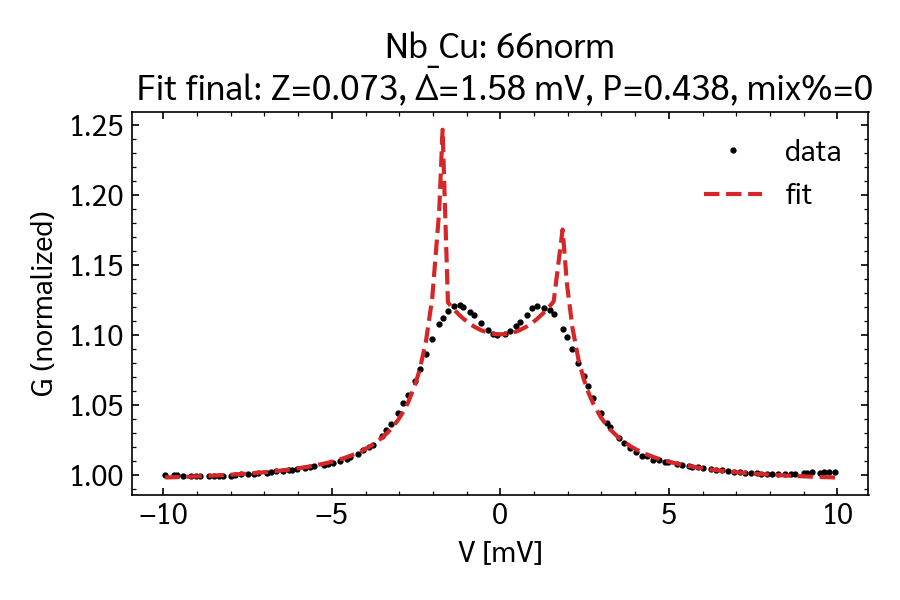 Nb_Cu: 66norm
Fit final: Z=0.073, Δ=1.58 mV, P=0.438, mix%=0
1.25
1.20
1.15
1.10
1.05
1.00
G (normalized)
data
fit
−10
−5
0
5
10
V [mV]